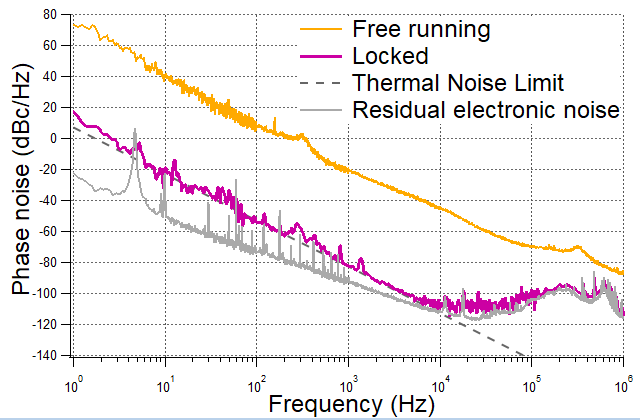 Free running
Locked
Thermal Noise Limit
Residual electronic noise
Phase noise (dBc/Hz)
80
60
40
20
0
-20
-40
-60
-80
-100
-120
-140
10^0 10^1 10^2 10^3 10^4 10^5 10^6
Frequency (Hz)